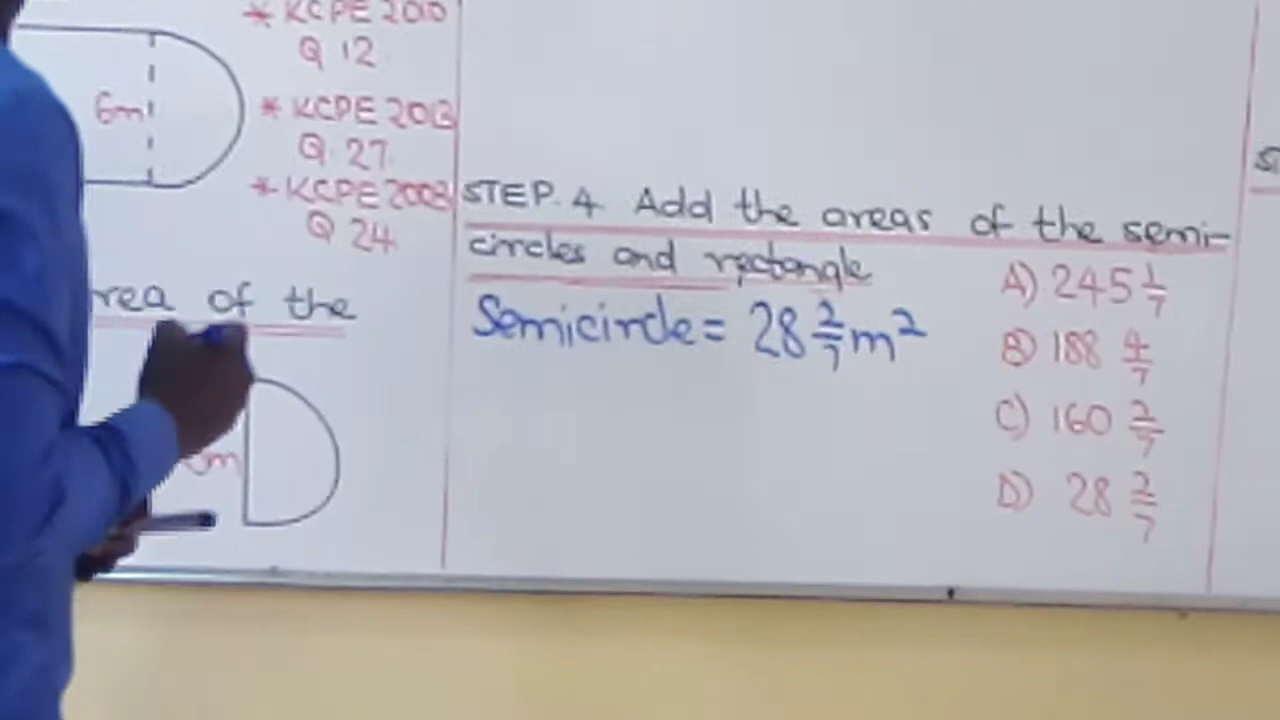 * KCPE 2010
Q 12
6m
* KCPE 2013
Q. 27.
* KCPE 2008
Q 24
rea of the
m
STEP. 4. Add the areas of the semi-
circles and rectangle
Semicircle = 28 2/7 m²
A) 245 1/7
B) 188 4/7
C) 160 2/7
D) 28 2/7